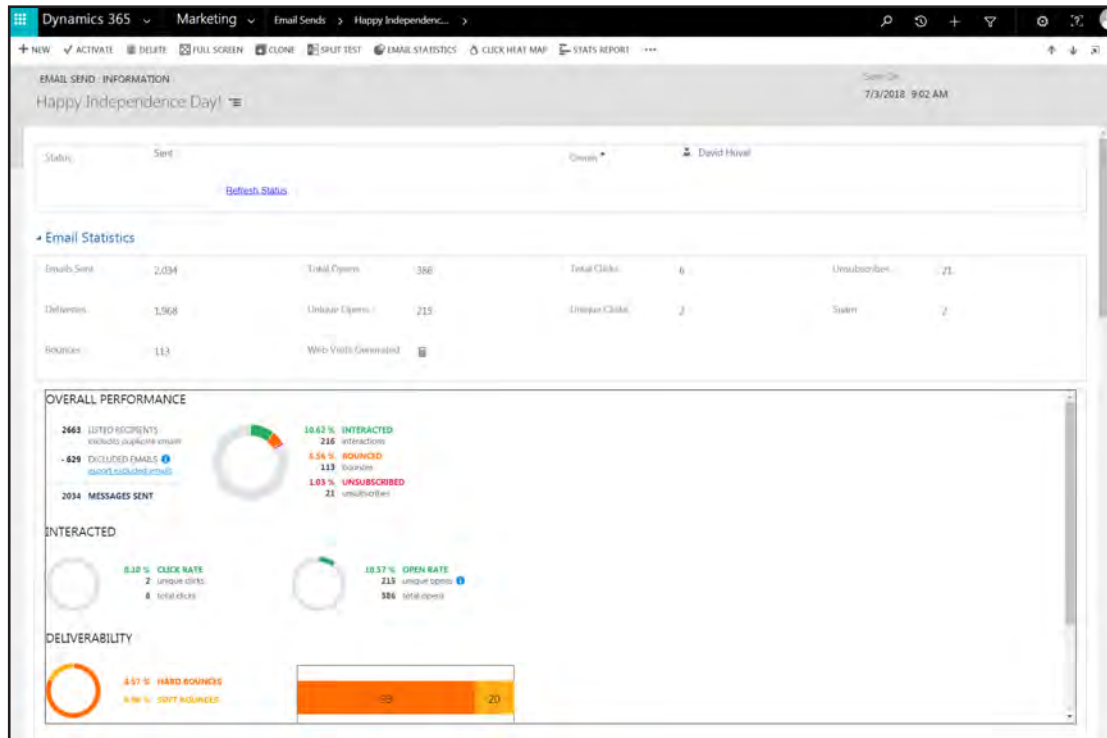 Dynamics 365 Marketing Email Sends > Happy Independenc... >
+ NEW ACTIVATE DELETE FULL SCREEN CLONE SPLIT TEST EMAIL STATISTICS CLICK HEAT MAP STATS REPORT ...
EMAIL SEND : INFORMATION
Happy Independence Day!
7/3/2018 9:02 AM
Status Sent Owner * David Huval
Refresh Status
Email Statistics
Emails Sent 2,034 Total Opens 386 Total Clicks 6 Unsubscribes 21
Deliveries 1,968 Unique Opens 215 Unique Clicks 2 2
Bounces 113 Web Visits Generated
OVERALL PERFORMANCE
2663 LISTED RECIPIENTS
excludes duplicate emails
- 629 EXCLUDED EMAILS
export excluded emails
2034 MESSAGES SENT
10.62 % INTERACTED
216 interactions
5.56 % BOUNCED
113 bounces
1.03 % UNSUBSCRIBED
21 unsubscribes
INTERACTED
0.10 % CLICK RATE
2 unique clicks
6 total clicks
10.57 % OPEN RATE
215 unique opens
386 total opens
DELIVERABILITY
4.57 % HARD BOUNCES
0.98 % SOFT BOUNCES
93 20